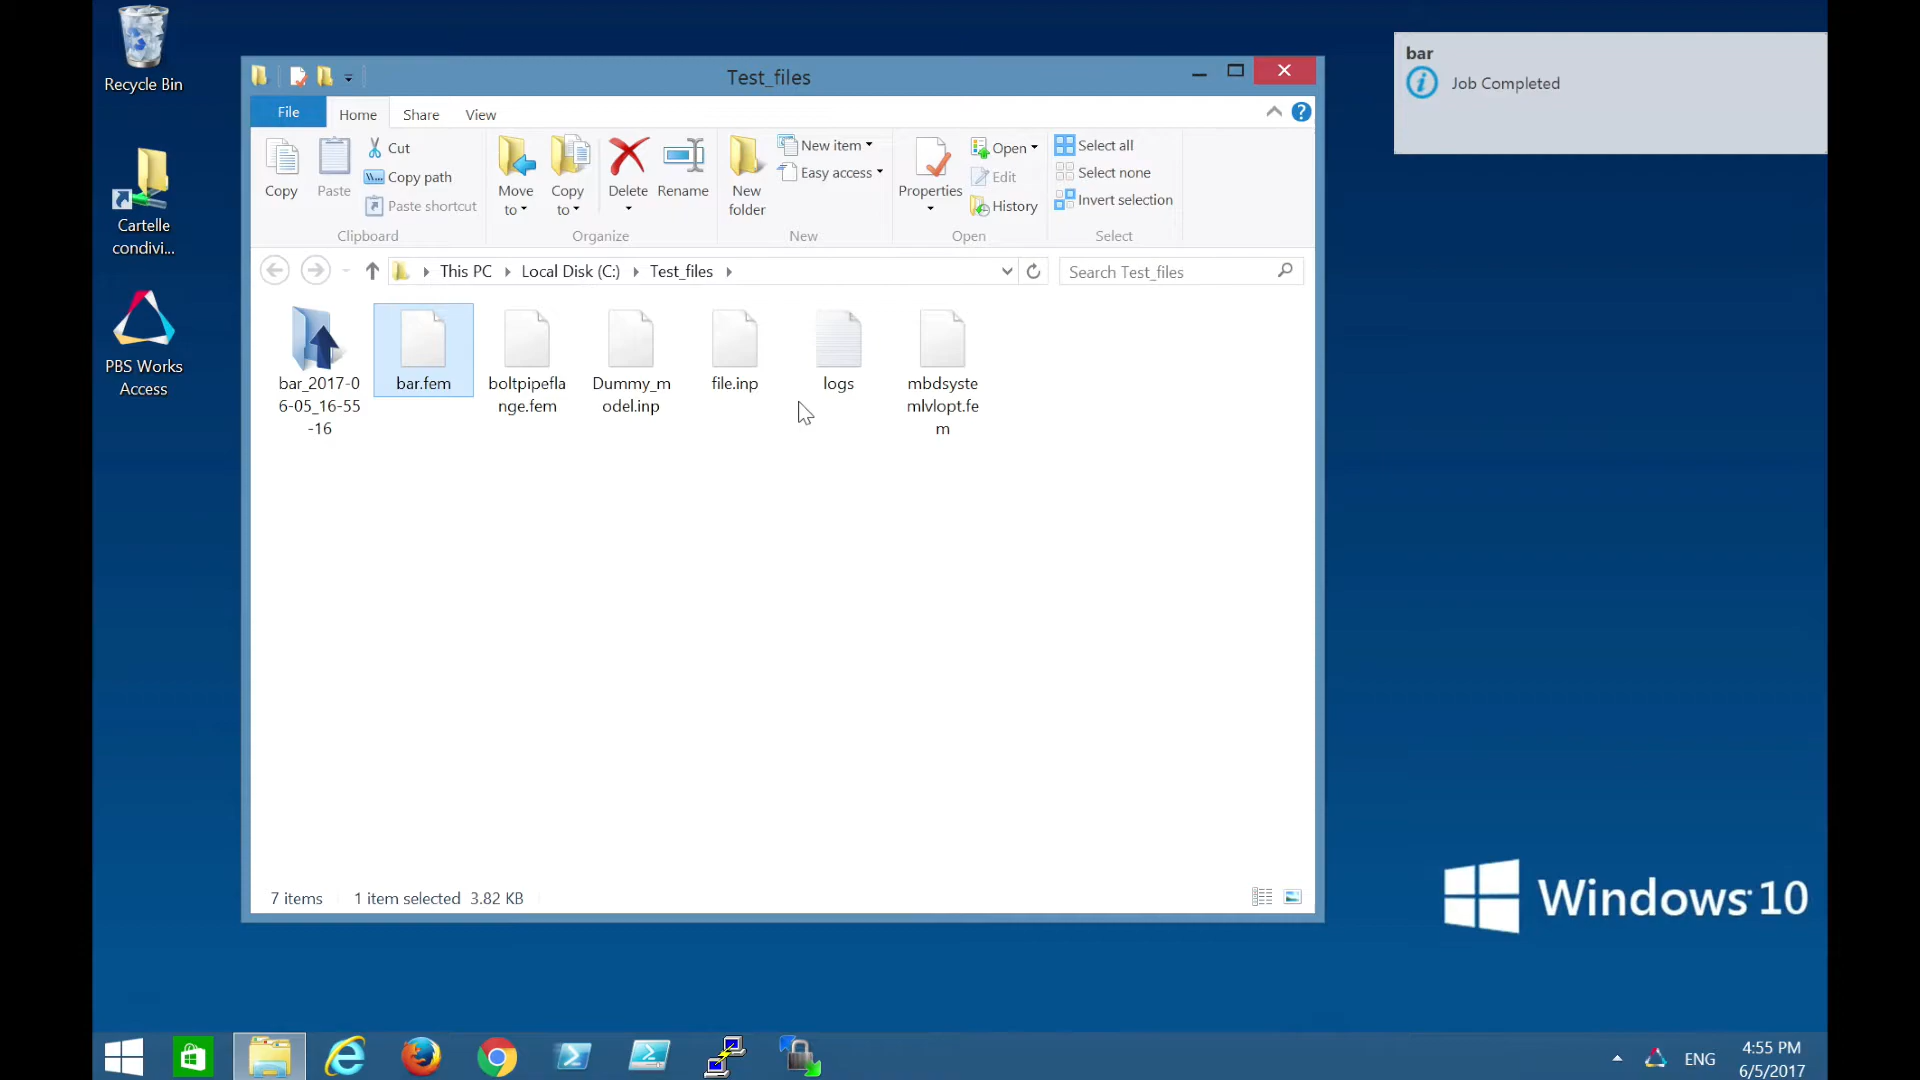 Recycle Bin
Cartelle
condivi...
PBS Works
Access
Test_files
File
Home
Share
View
Copy
Paste
Cut
Copy path
Paste shortcut
Clipboard
Move
to
Copy
to
Delete
Rename
Organize
New
folder
New item
Easy access
New
Properties
Open
Edit
History
Open
Select all
Select none
Invert selection
Select
This PC
Local Disk (C:)
Test_files
Search Test_files
bar_2017-0
6-05_16-55
-16
bar.fem
boltpipefla
nge.fem
Dummy_m
odel.inp
file.inp
logs
mbdsyste
mlvlopt.fe
m
7 items
1 item selected 3.82 KB
bar
Job Completed
Windows 10
ENG
4:55 PM
6/5/2017